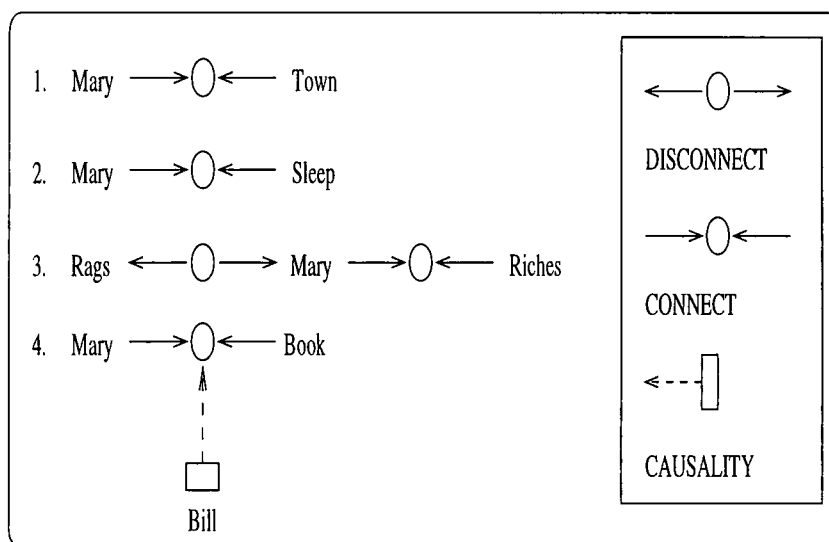 1. Mary Town
2. Mary Sleep
3. Rags Mary Riches
4. Mary Book
Bill
DISCONNECT
CONNECT
CAUSALITY